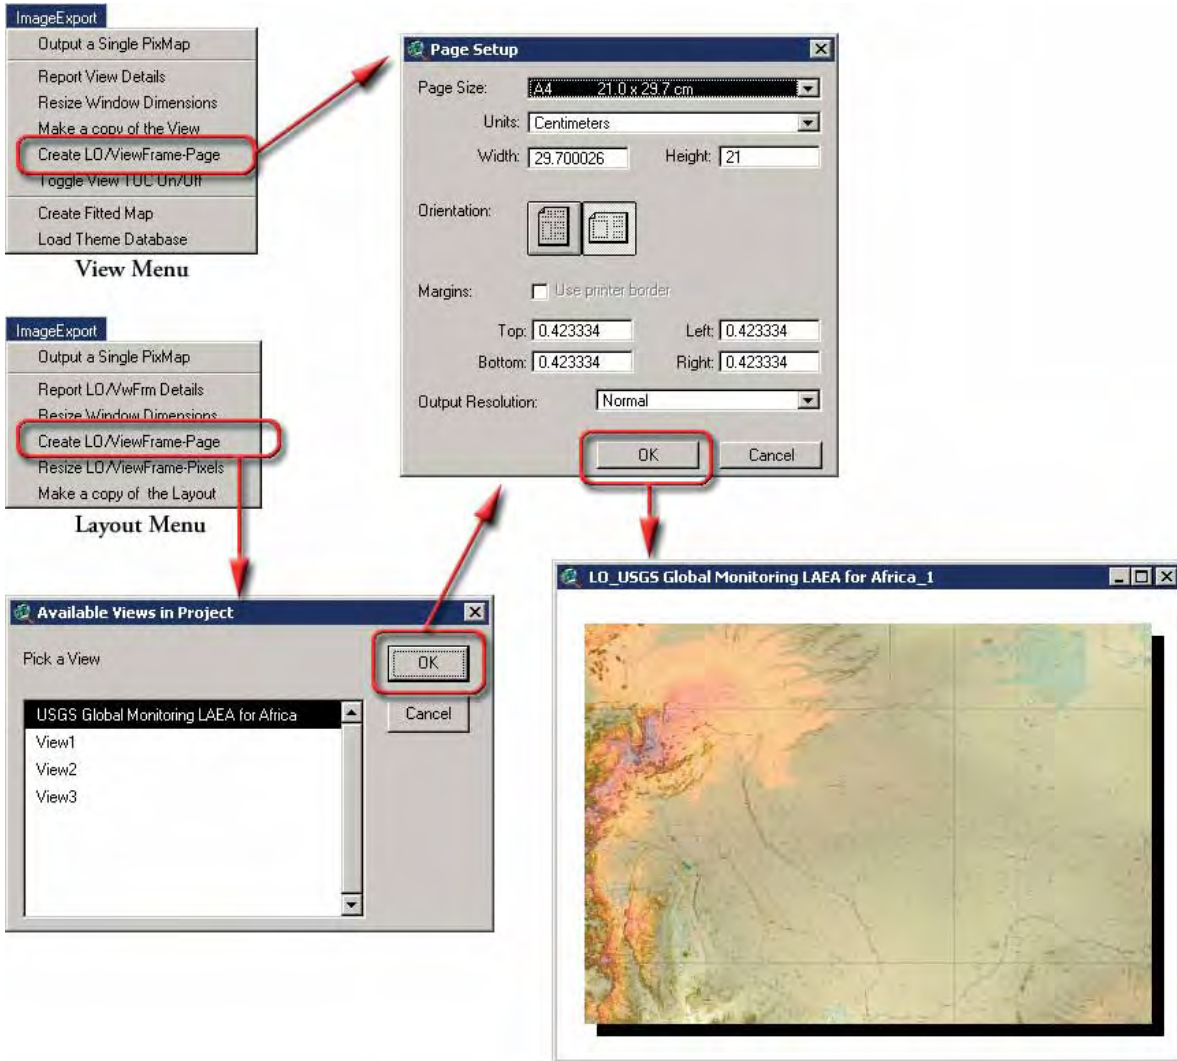 ImageExport
Output a Single PixMap
Report View Details
Resize Window Dimensions
Make a copy of the View
Create LO/ViewFrame-Page
Toggle View TOC On/Off
Create Fitted Map
Load Theme Database
View Menu
ImageExport
Output a Single PixMap
Report LO/VwFrm Details
Resize Window Dimensions
Create LO/ViewFrame-Page
Resize LO/ViewFrame-Pixels
Make a copy of the Layout
Layout Menu
Page Setup
Page Size: A4 21.0 x 29.7 cm
Units: Centimeters
Width: 29.700026 Height: 21
Orientation:
Margins: Use printer border
Top: 0.423334 Left: 0.423334
Bottom: 0.423334 Right: 0.423334
Output Resolution: Normal
OK Cancel
Available Views in Project
Pick a View
OK
Cancel
USGS Global Monitoring LAEA for Africa
View1
View2
View3
LO_USGS Global Monitoring LAEA for Africa_1